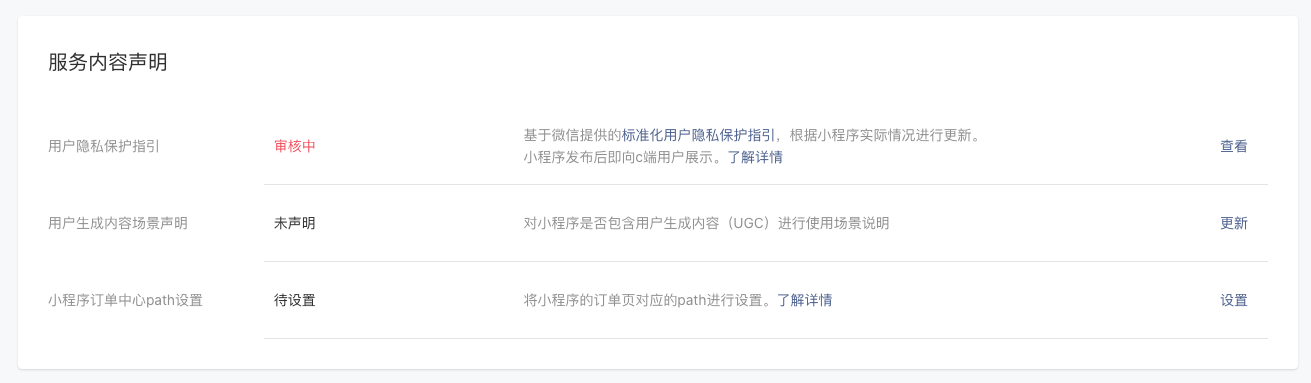 服务内容声明
用户隐私保护指引
审核中
基于微信提供的标准化用户隐私保护指引，根据小程序实际情况进行更新。
小程序发布后即向c端用户展示。了解详情
查看
用户生成内容场景声明
未声明
对小程序是否包含用户生成内容（UGC）进行使用场景说明
更新
小程序订单中心path设置
待设置
将小程序的订单页对应的path进行设置。了解详情
设置